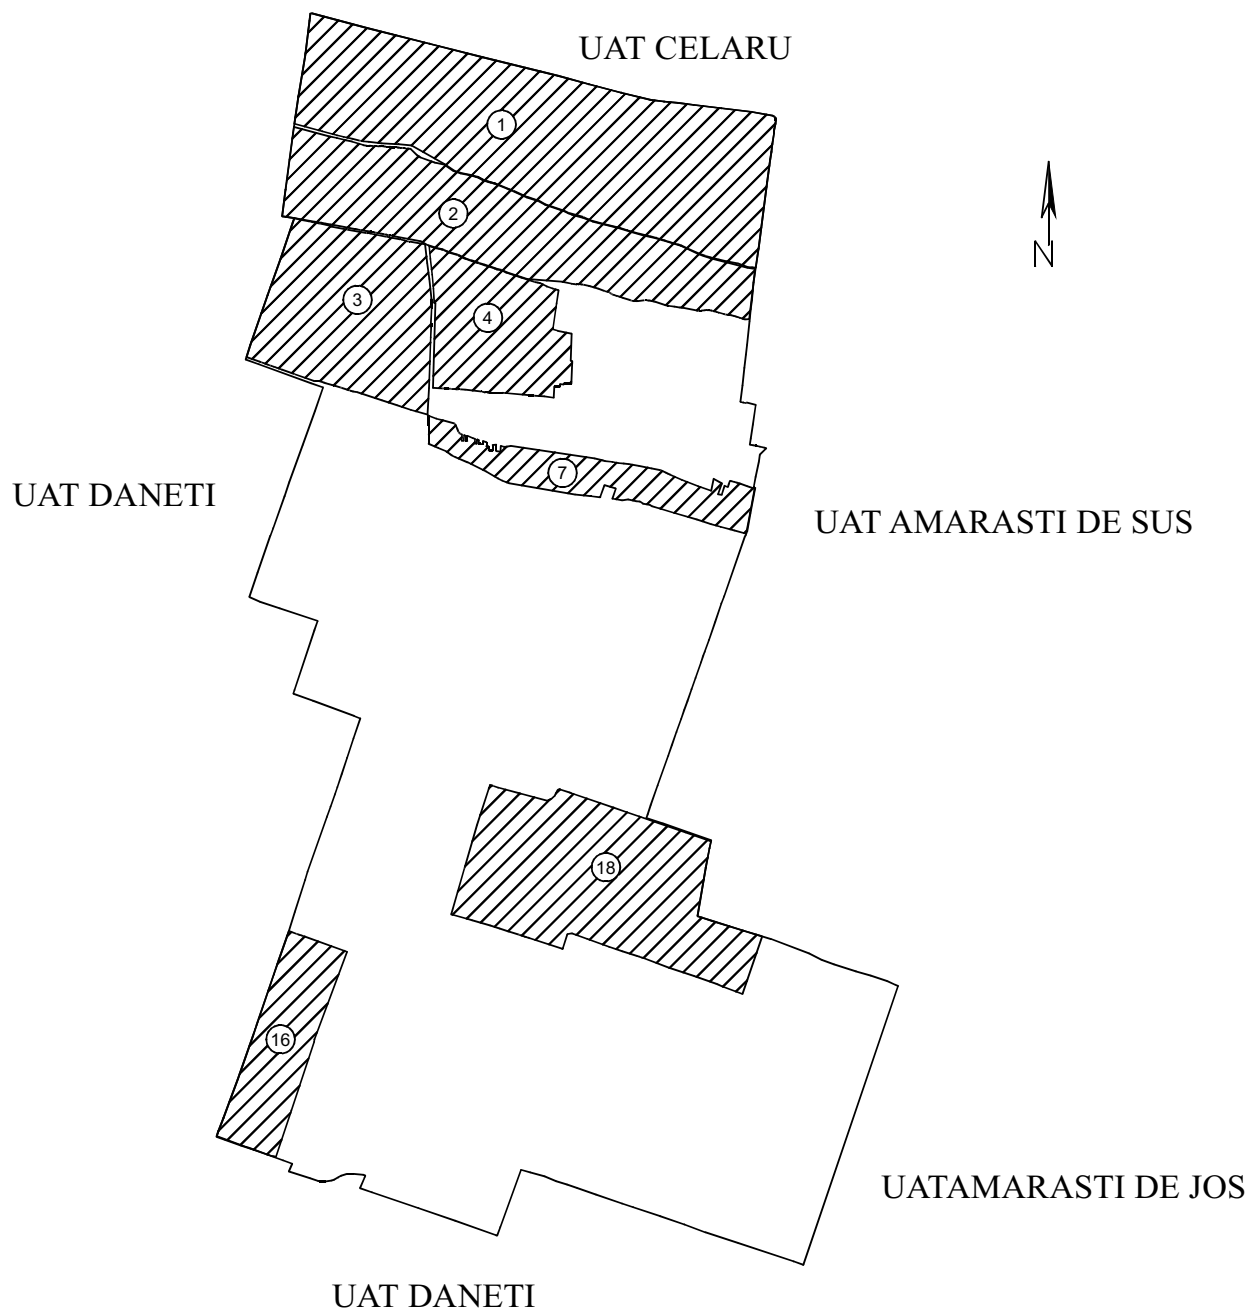 UAT CELARU
1
N
2
3
4
7
UAT DANETI
UAT AMARASTI DE SUS
18
16
UATAMARASTI DE JOS
UAT DANETI